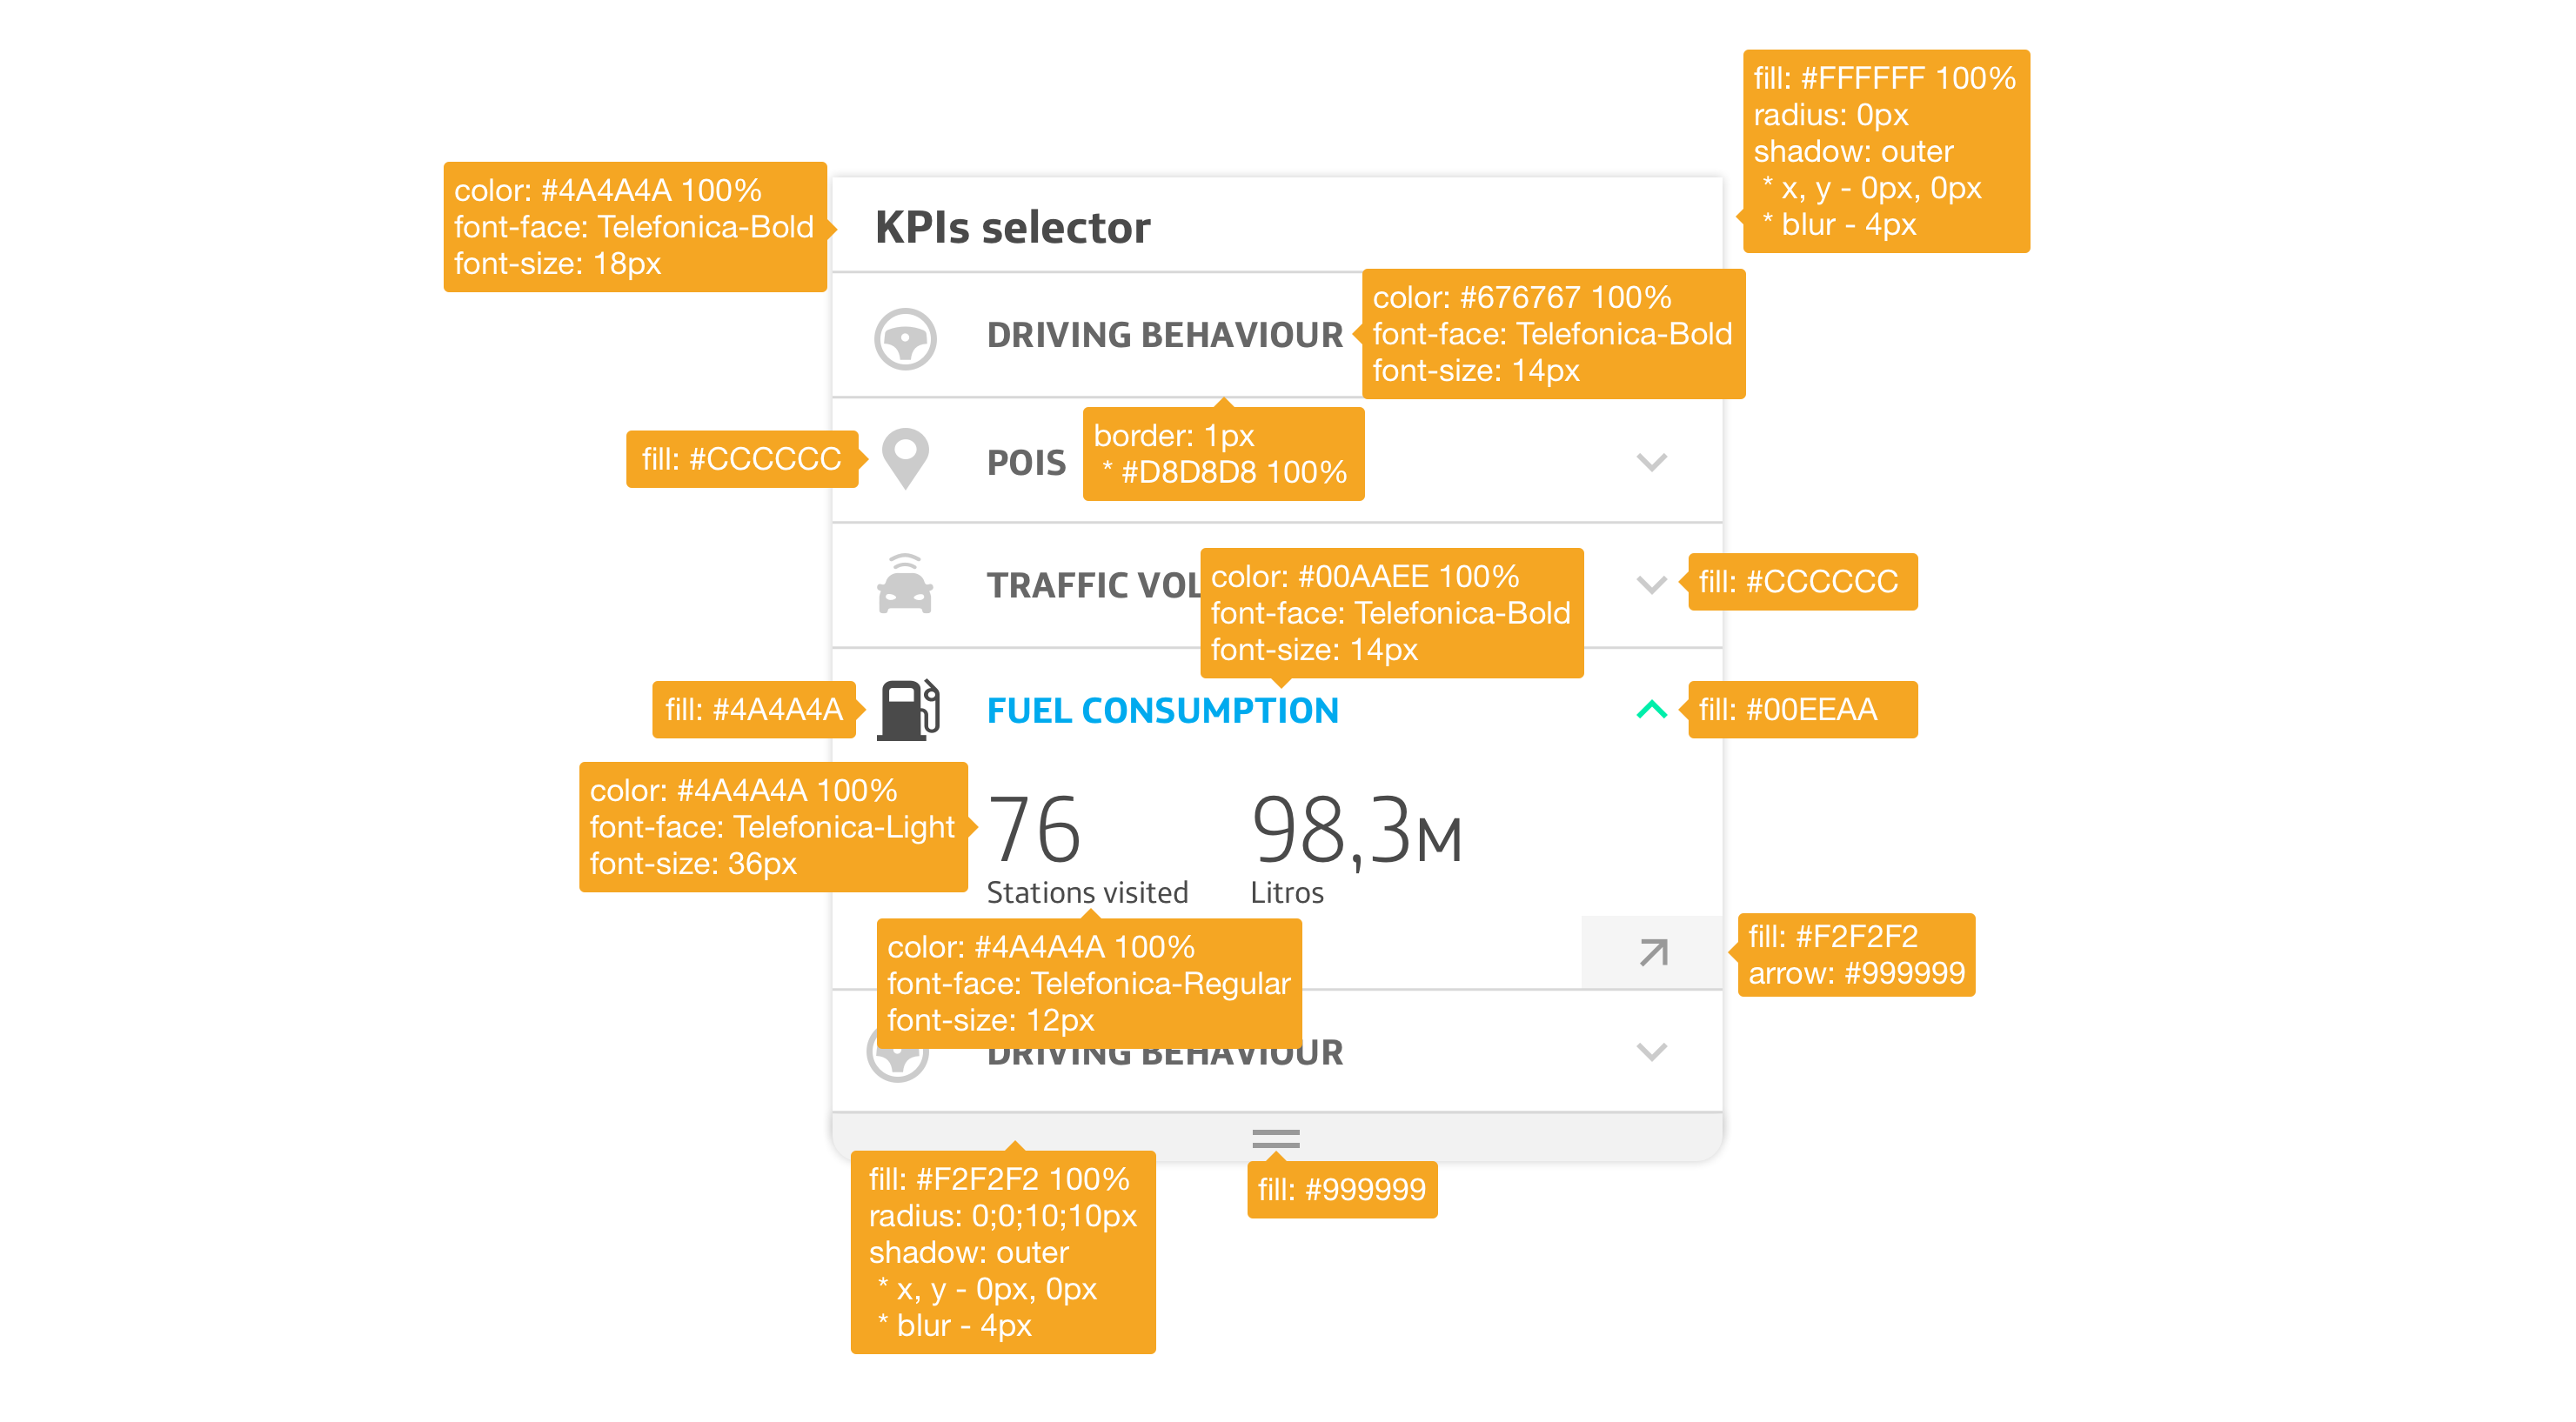 fill: #FFFFFF 100%
radius: 0px
shadow: outer
* x, y - 0px, 0px
* blur - 4px
color: #4A4A4A 100%
font-face: Telefonica-Bold
font-size: 18px
KPIs selector
DRIVING BEHAVIOUR
color: #676767 100%
font-face: Telefonica-Bold
font-size: 14px
border: 1px
* #D8D8D8 100%
fill: #CCCCCC
POIS
TRAFFIC VOL
color: #00AAEE 100%
font-face: Telefonica-Bold
font-size: 14px
fill: #CCCCCC
fill: #4A4A4A
FUEL CONSUMPTION
fill: #00EEAA
color: #4A4A4A 100%
font-face: Telefonica-Light
font-size: 36px
76
98,3M
Stations visited
Litros
color: #4A4A4A 100%
font-face: Telefonica-Regular
font-size: 12px
fill: #F2F2F2
arrow: #999999
DRIVING BEHAVIOUR
fill: #F2F2F2 100%
radius: 0;0;10;10px
shadow: outer
* x, y - 0px, 0px
* blur - 4px
fill: #999999